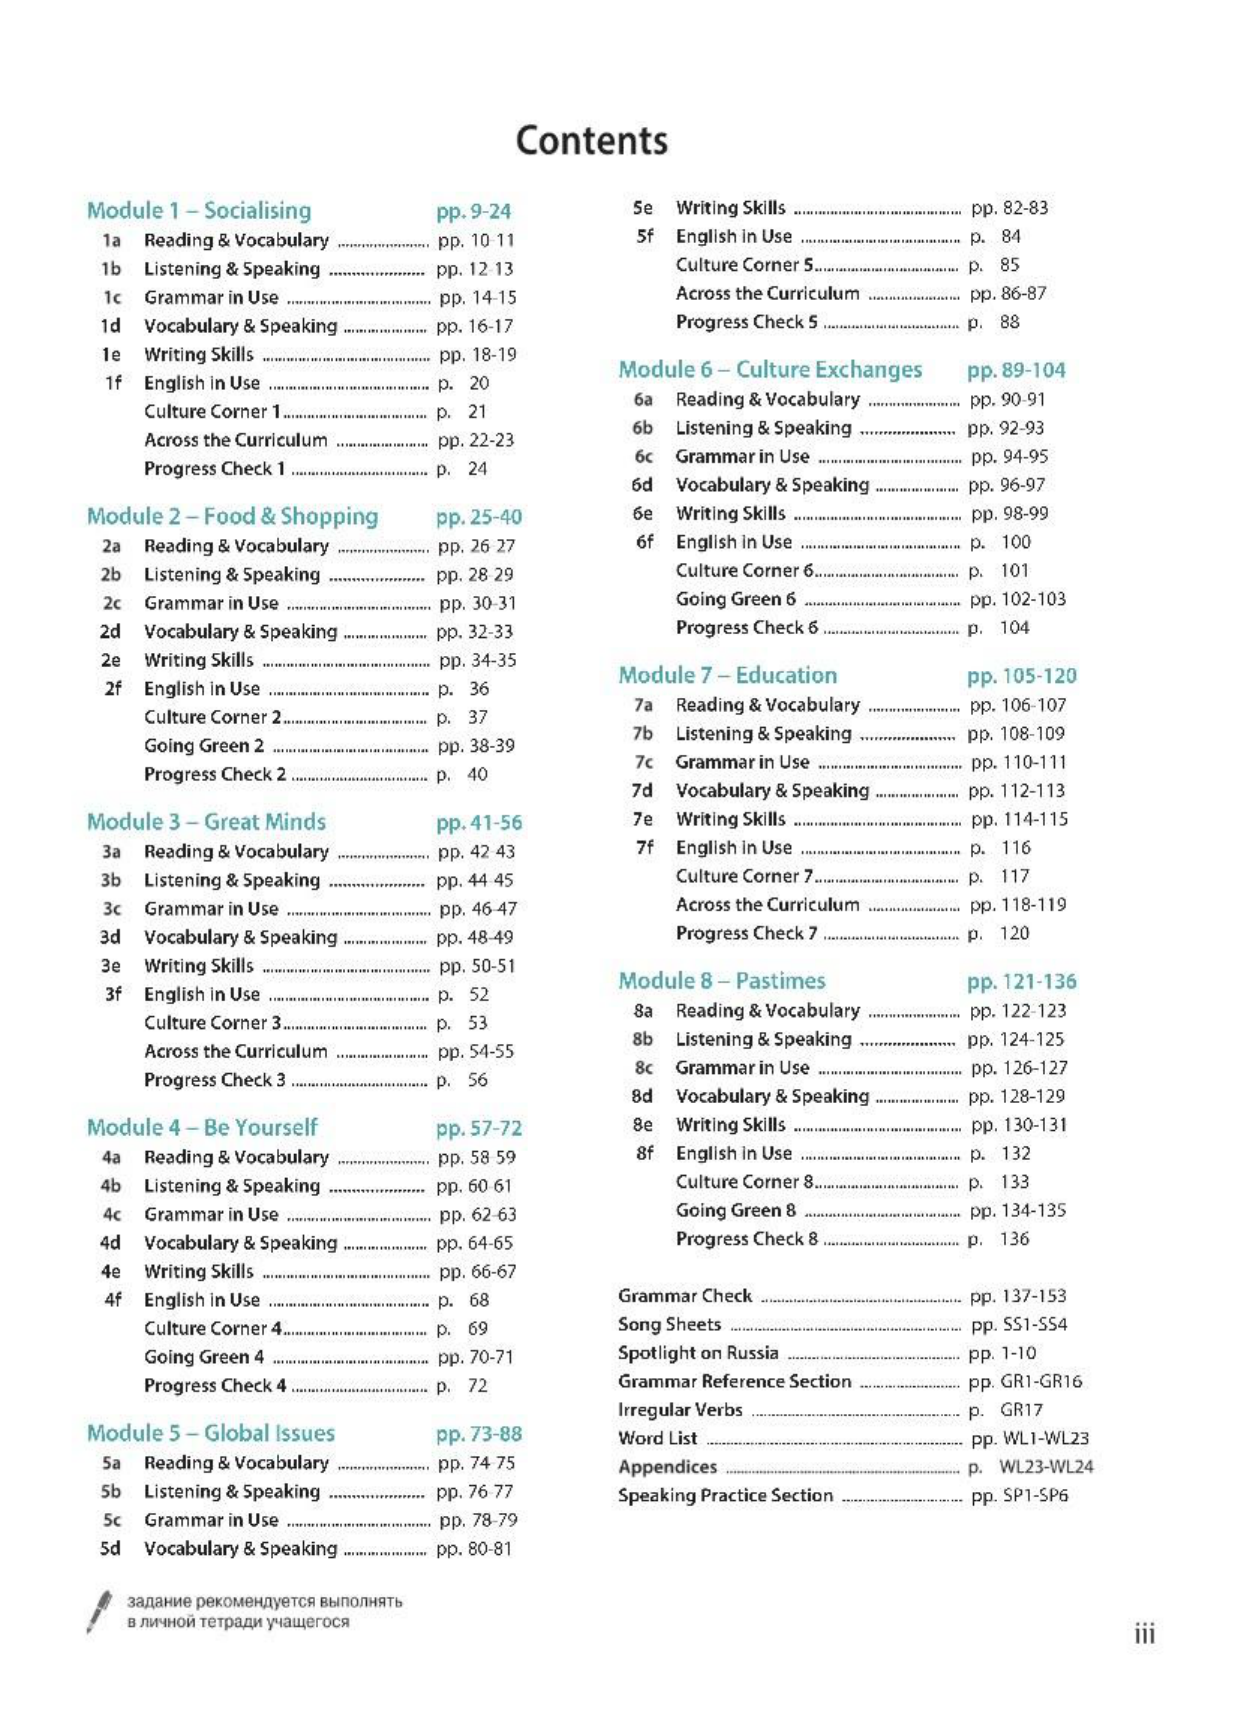 Contents
Module 1 – Socialising pp. 9-24
1a Reading & Vocabulary ...................... pp. 10-11
1b Listening & Speaking ...................... pp. 12-13
1c Grammar in Use ...................... pp. 14-15
1d Vocabulary & Speaking ...................... pp. 16-17
1e Writing Skills ...................... pp. 18-19
1f English in Use ...................... p. 20
Culture Corner 1 ...................... p. 21
Across the Curriculum ...................... pp. 22-23
Progress Check 1 ...................... p. 24
Module 2 – Food & Shopping pp. 25-40
2a Reading & Vocabulary ...................... pp. 26-27
2b Listening & Speaking ...................... pp. 28-29
2c Grammar in Use ...................... pp. 30-31
2d Vocabulary & Speaking ...................... pp. 32-33
2e Writing Skills ...................... pp. 34-35
2f English in Use ...................... p. 36
Culture Corner 2 ...................... p. 37
Going Green 2 ...................... pp. 38-39
Progress Check 2 ...................... p. 40
Module 3 – Great Minds pp. 41-56
3a Reading & Vocabulary ...................... pp. 42-43
3b Listening & Speaking ...................... pp. 44-45
3c Grammar in Use ...................... pp. 46-47
3d Vocabulary & Speaking ...................... pp. 48-49
3e Writing Skills ...................... pp. 50-51
3f English in Use ...................... p. 52
Culture Corner 3 ...................... p. 53
Across the Curriculum ...................... pp. 54-55
Progress Check 3 ...................... p. 56
Module 4 – Be Yourself pp. 57-72
4a Reading & Vocabulary ...................... pp. 58-59
4b Listening & Speaking ...................... pp. 60-61
4c Grammar in Use ...................... pp. 62-63
4d Vocabulary & Speaking ...................... pp. 64-65
4e Writing Skills ...................... pp. 66-67
4f English in Use ...................... p. 68
Culture Corner 4 ...................... p. 69
Going Green 4 ...................... pp. 70-71
Progress Check 4 ...................... p. 72
Module 5 – Global Issues pp. 73-88
5a Reading & Vocabulary ...................... pp. 74-75
5b Listening & Speaking ...................... pp. 76-77
5c Grammar in Use ...................... pp. 78-79
5d Vocabulary & Speaking ...................... pp. 80-81
5e Writing Skills ...................... pp. 82-83
5f English in Use ...................... p. 84
Culture Corner 5 ...................... p. 85
Across the Curriculum ...................... pp. 86-87
Progress Check 5 ...................... p. 88
Module 6 – Culture Exchanges pp. 89-104
6a Reading & Vocabulary ...................... pp. 90-91
6b Listening & Speaking ...................... pp. 92-93
6c Grammar in Use ...................... pp. 94-95
6d Vocabulary & Speaking ...................... pp. 96-97
6e Writing Skills ...................... pp. 98-99
6f English in Use ...................... p. 100
Culture Corner 6 ...................... p. 101
Going Green 6 ...................... pp. 102-103
Progress Check 6 ...................... p. 104
Module 7 – Education pp. 105-120
7a Reading & Vocabulary ...................... pp. 106-107
7b Listening & Speaking ...................... pp. 108-109
7c Grammar in Use ...................... pp. 110-111
7d Vocabulary & Speaking ...................... pp. 112-113
7e Writing Skills ...................... pp. 114-115
7f English in Use ...................... p. 116
Culture Corner 7 ...................... p. 117
Across the Curriculum ...................... pp. 118-119
Progress Check 7 ...................... p. 120
Module 8 – Pastimes pp. 121-136
8a Reading & Vocabulary ...................... pp. 122-123
8b Listening & Speaking ...................... pp. 124-125
8c Grammar in Use ...................... pp. 126-127
8d Vocabulary & Speaking ...................... pp. 128-129
8e Writing Skills ...................... pp. 130-131
8f English in Use ...................... p. 132
Culture Corner 8 ...................... p. 133
Going Green 8 ...................... pp. 134-135
Progress Check 8 ...................... p. 136
Grammar Check ...................... pp. 137-153
Song Sheets ...................... pp. SS1-SS4
Spotlight on Russia ...................... pp. 1-10
Grammar Reference Section ...................... pp. GR1-GR16
Irregular Verbs ...................... p. GR17
Word List ...................... pp. WL1-WL23
Appendices ...................... p. WL23-WL24
Speaking Practice Section ...................... pp. SP1-SP6
задание рекомендуется выполнять
в личной тетради учащегося
iii